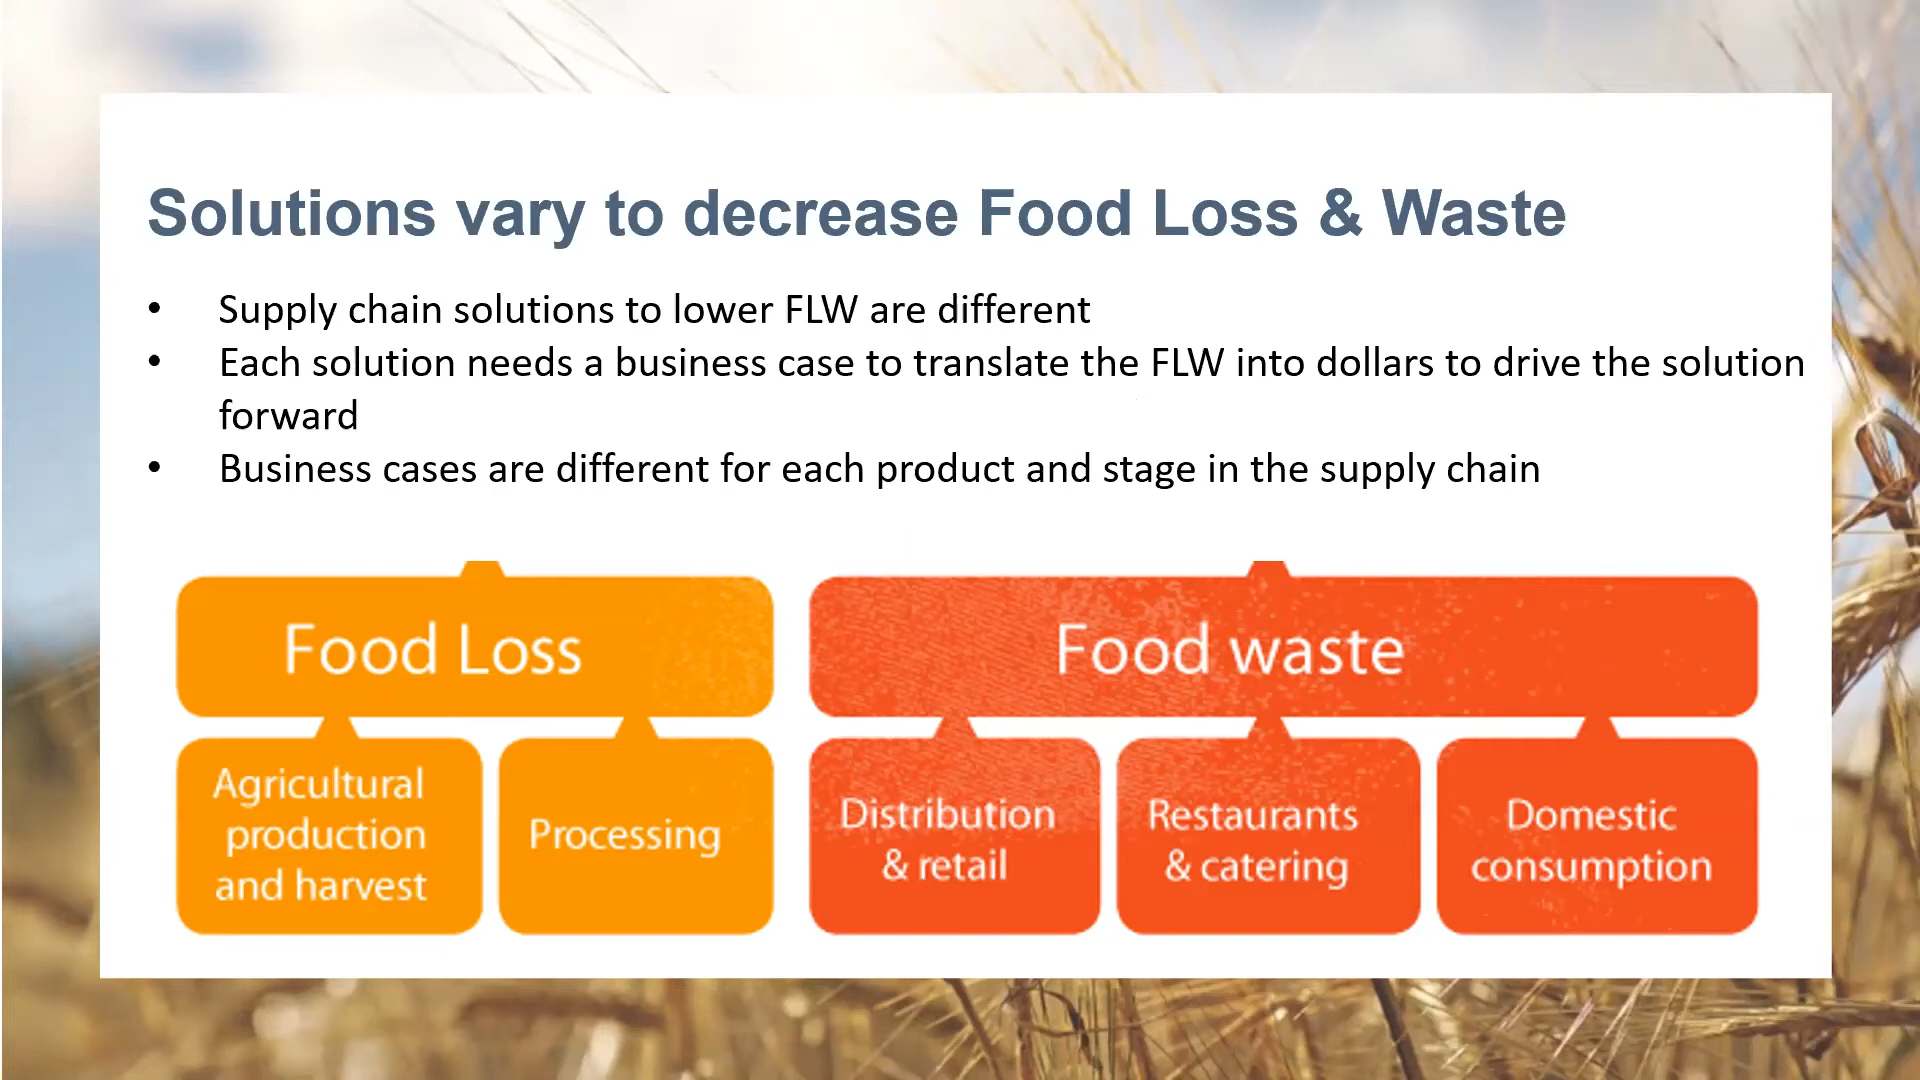 Solutions vary to decrease Food Loss & Waste
• Supply chain solutions to lower FLW are different
• Each solution needs a business case to translate the FLW into dollars to drive the solution
forward
• Business cases are different for each product and stage in the supply chain
Food Loss
Food waste
Agricultural
production
and harvest
Processing
Distribution
& retail
Restaurants
& catering
Domestic
consumption